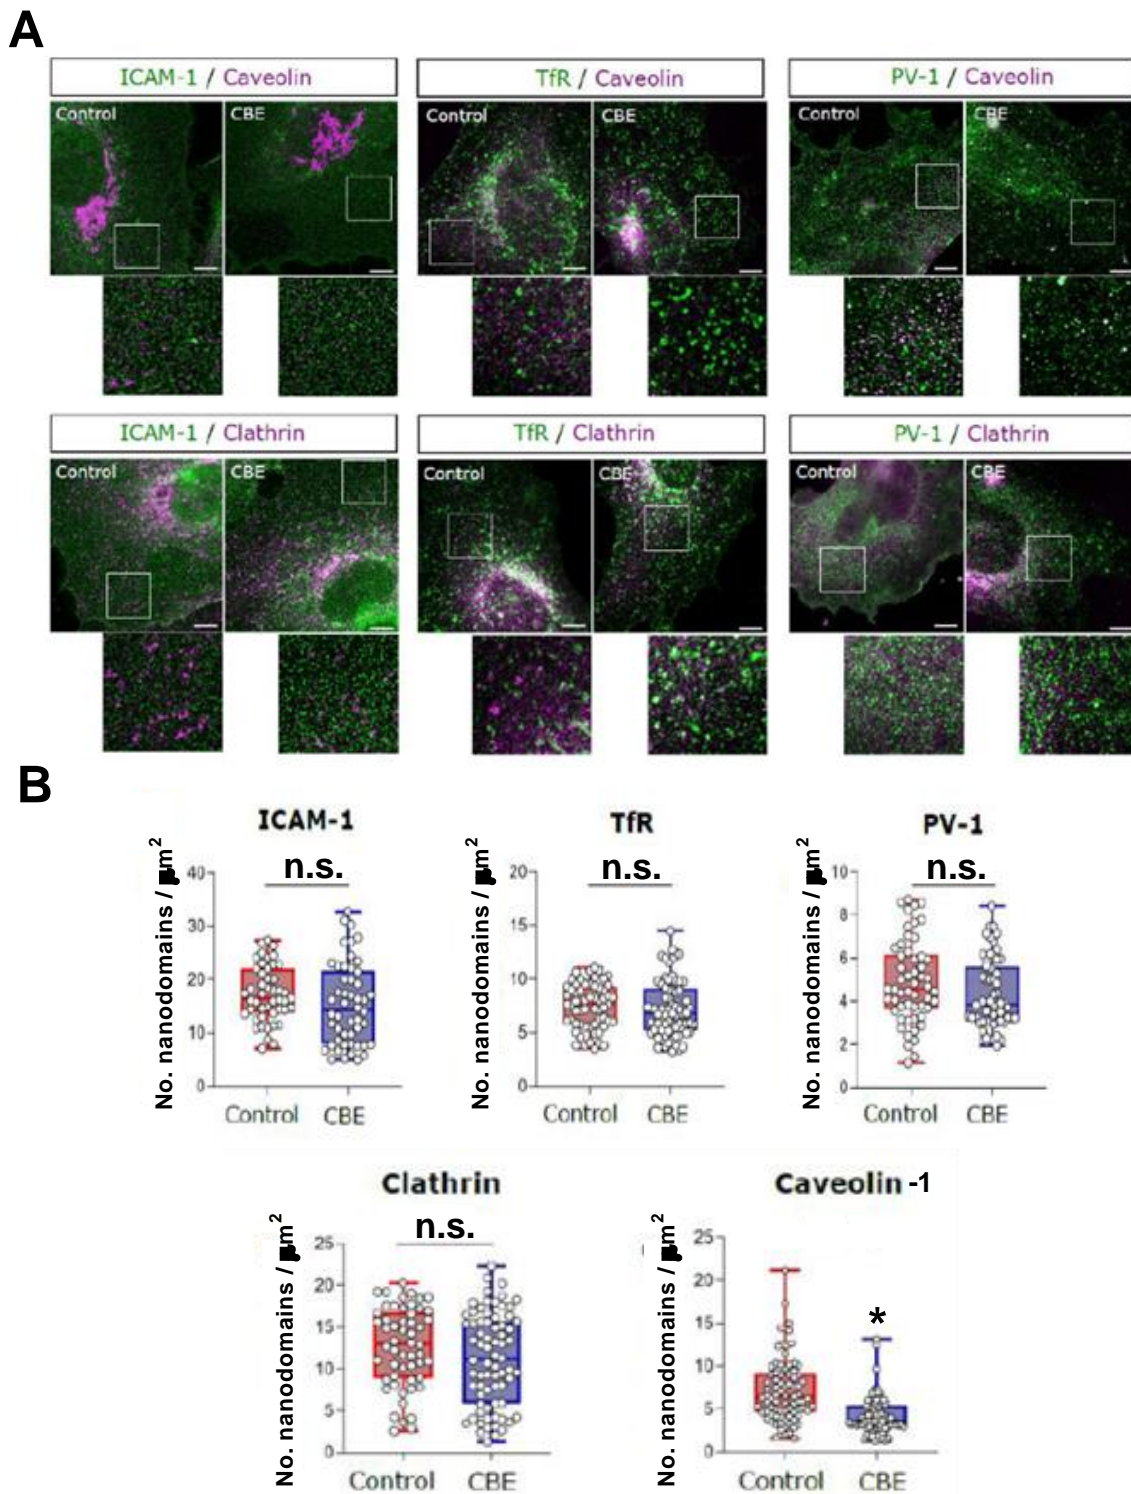 A
ICAM-1 / Caveolin
TfR / Caveolin
PV-1 / Caveolin
Control
CBE
Control
CBE
Control
CBE
ICAM-1 / Clathrin
TfR / Clathrin
PV-1 / Clathrin
Control
CBE
Control
CBE
Control
CBE
B
ICAM-1
n.s.
No. nanodomains / μm²
40
30
20
10
0
Control
CBE
TfR
n.s.
No. nanodomains / μm²
20
15
10
5
0
Control
CBE
PV-1
n.s.
No. nanodomains / μm²
10
8
6
4
2
0
Control
CBE
Clathrin
n.s.
No. nanodomains / μm²
25
20
15
10
5
0
Control
CBE
Caveolin -1
*
No. nanodomains / μm²
25
20
15
10
5
0
Control
CBE